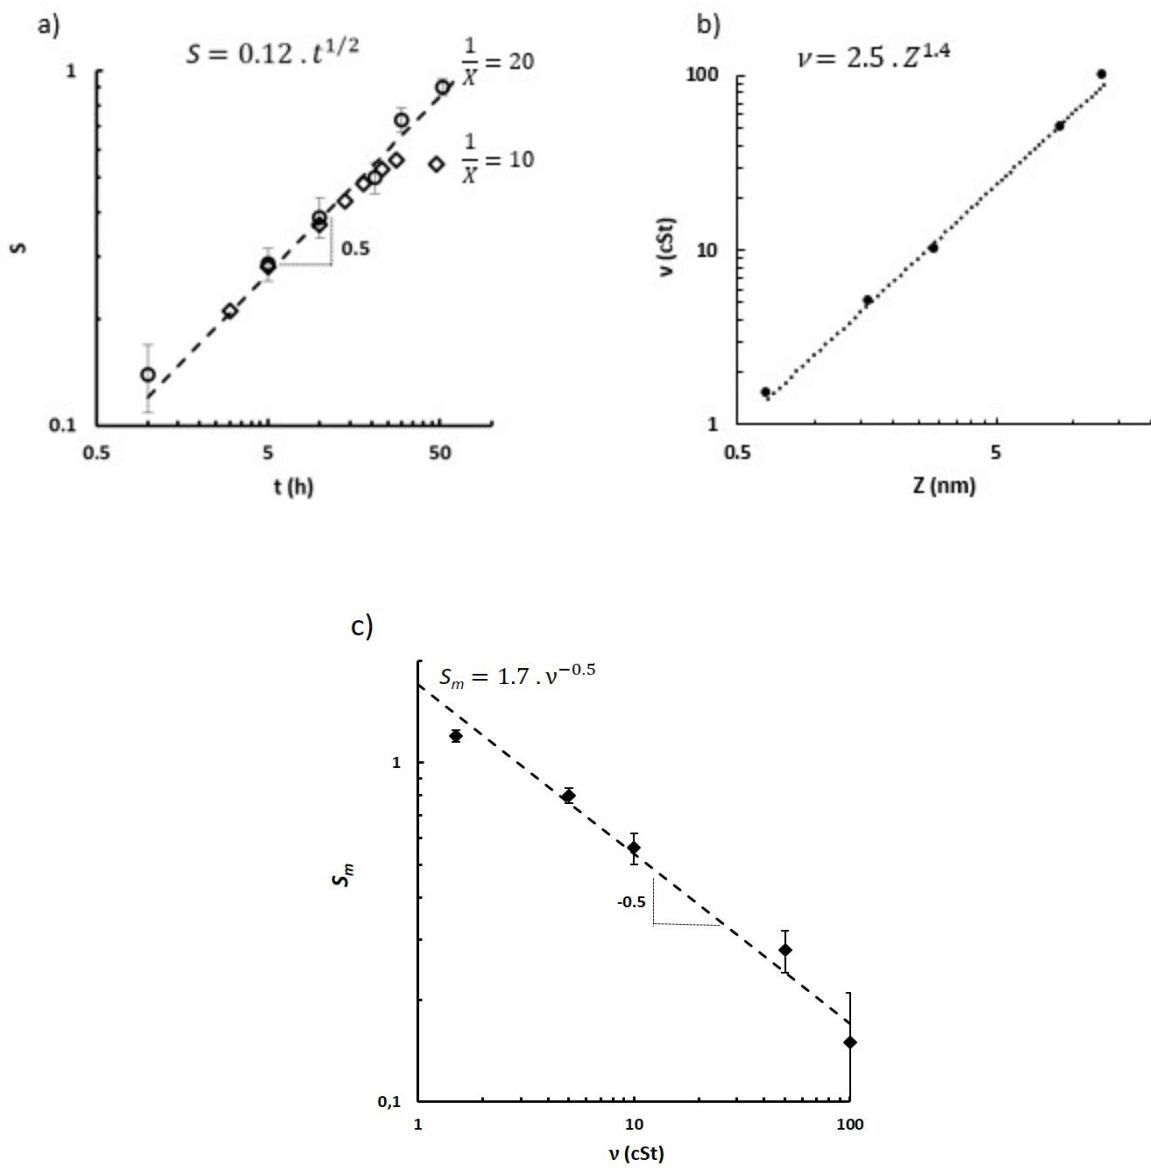 a)
S = 0.12 . t^{1/2}
1/X = 20
1/X = 10
1
0.1
S
0.5
0.5
5
50
t (h)
b)
ν = 2.5 . Z^{1.4}
100
10
1
ν (cSt)
0.5
5
Z (nm)
c)
S_m = 1.7 . ν^{−0.5}
1
0,1
S_m
-0.5
1
10
100
ν (cSt)